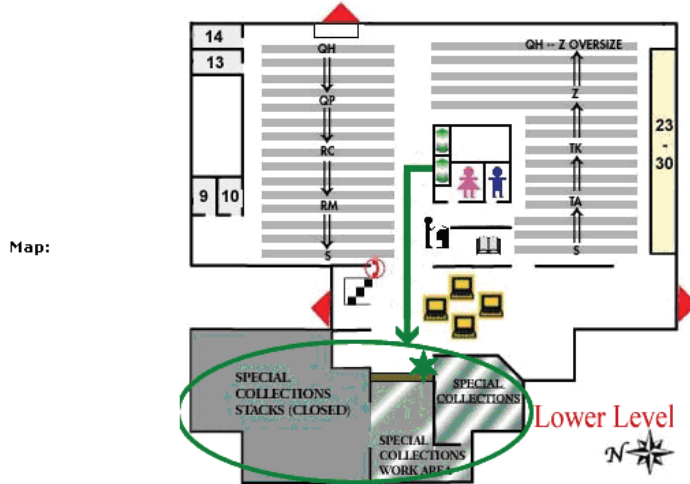 Map:
14
13
9
10
QH
QP
RC
RM
S
QH -- Z OVERSIZE
Z
TK
TA
S
23
-
30
SPECIAL
COLLECTIONS
STACKS (CLOSED)
SPECIAL
COLLECTIONS
SPECIAL
COLLECTIONS
WORK AREA
Lower Level
N